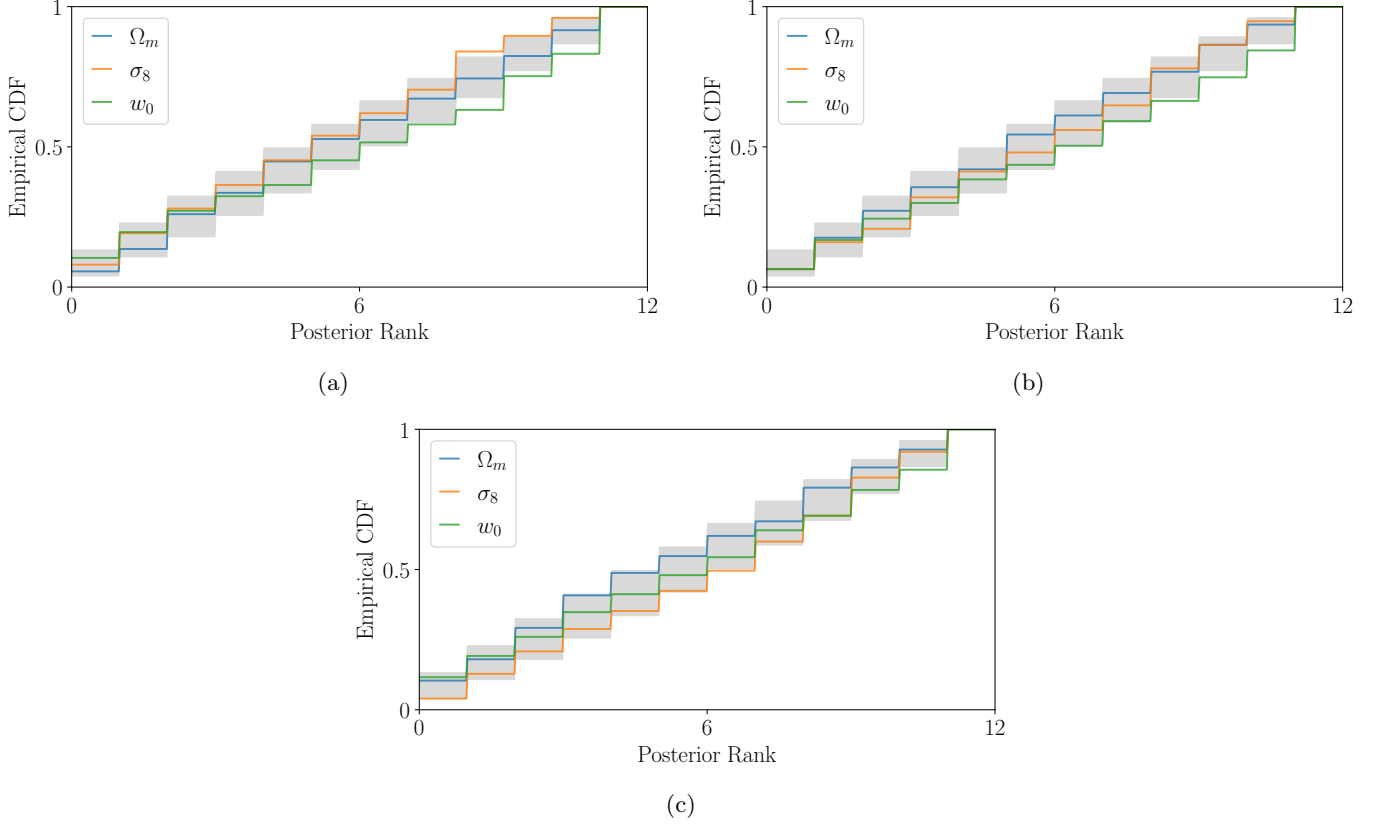 1
Ω_m
σ_8
w_0
Empirical CDF
0.5
0
0
6
12
Posterior Rank
(a)
1
Ω_m
σ_8
w_0
Empirical CDF
0.5
0
0
6
12
Posterior Rank
(b)
1
Ω_m
σ_8
w_0
Empirical CDF
0.5
0
0
6
12
Posterior Rank
(c)